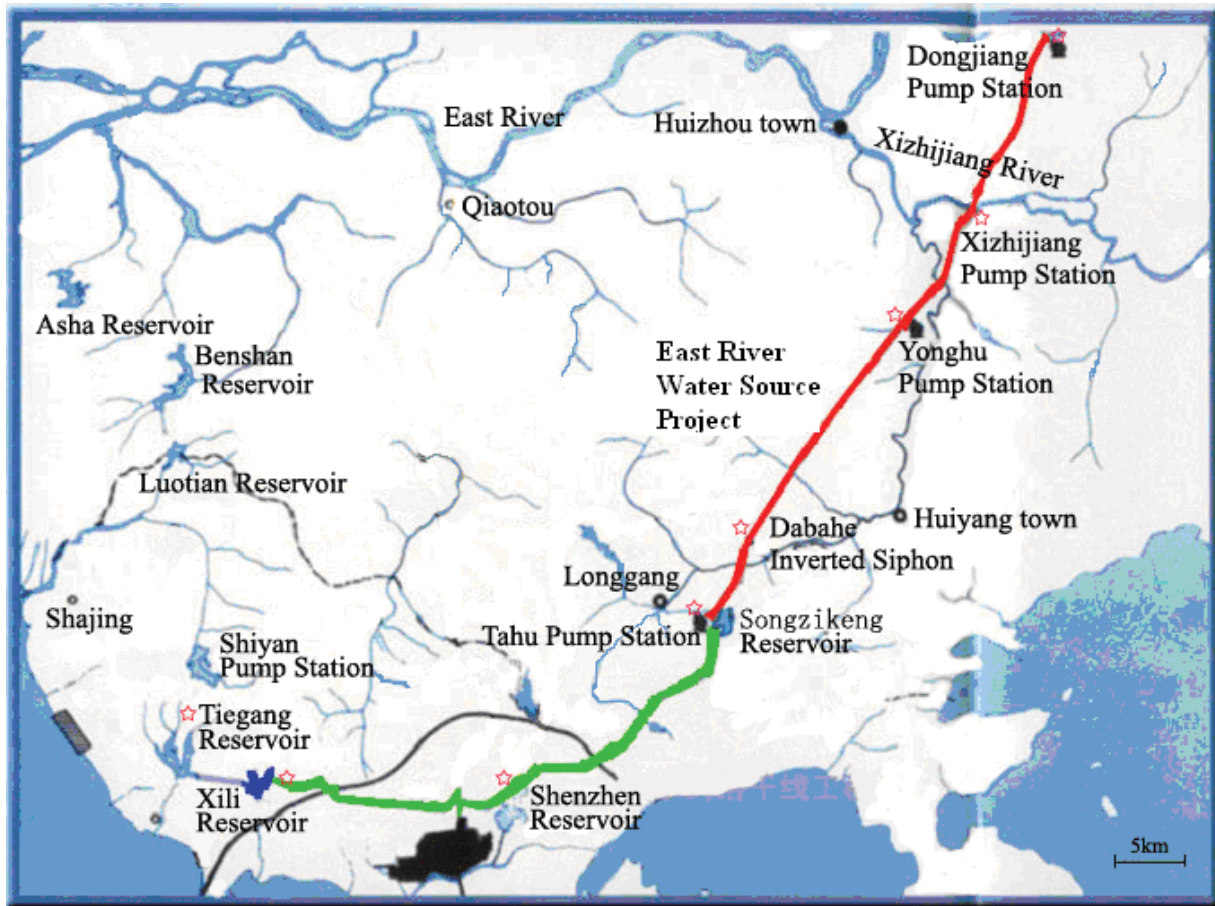 Dongjiang
Pump Station
East River
Huizhou town
Xizhijiang River
Qiaotou
Xizhijiang
Pump Station
Asha Reservoir
Benshan
Reservoir
East River
Water Source
Project
Yonghu
Pump Station
Luotian Reservoir
Huiyang town
Dabahe
Inverted Siphon
Longgang
Shajing
Songzikeng
Reservoir
Tahu Pump Station
Shiyan
Pump Station
Tiegang
Reservoir
Xili
Reservoir
Shenzhen
Reservoir
5km